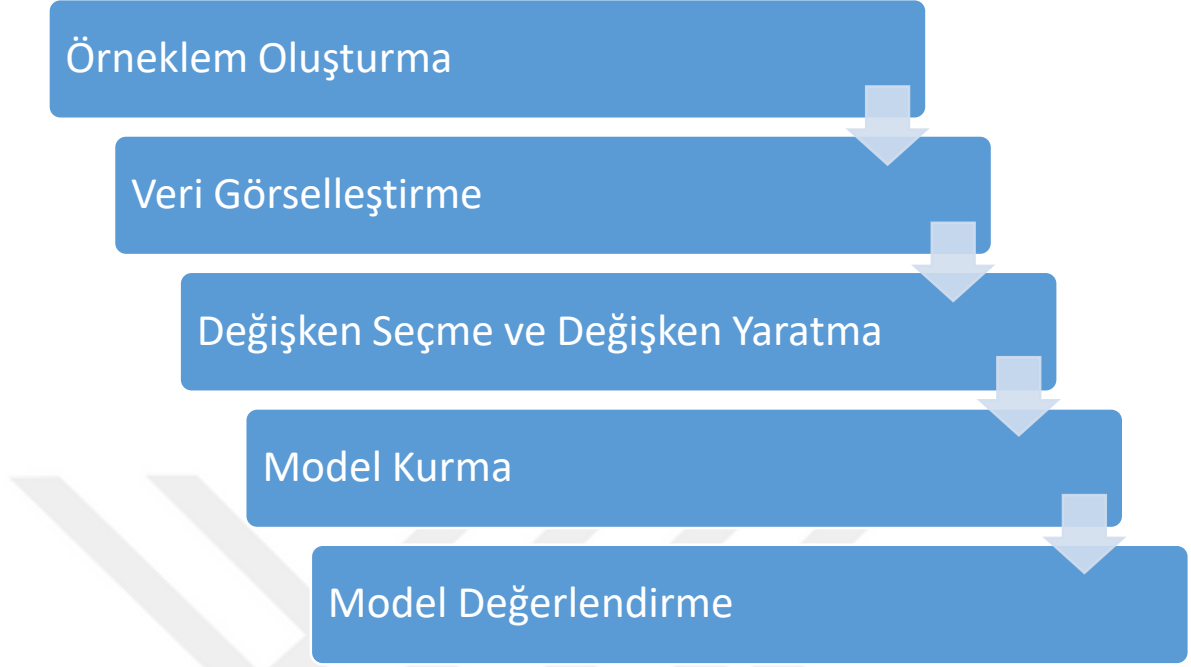 Örneklem Oluşturma
Veri Görselleştirme
Değişken Seçme ve Değişken Yaratma
Model Kurma
Model Değerlendirme